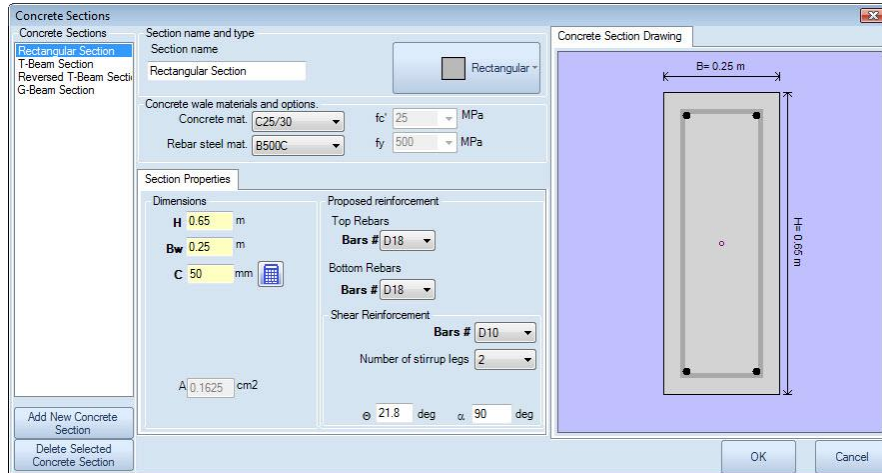 Concrete Sections
Concrete Sections
Rectangular Section
T-Beam Section
Reversed T-Beam Secti
G-Beam Section
Add New Concrete
Section
Delete Selected
Concrete Section
Section name and type
Section name
Rectangular Section
Rectangular
Concrete wale materials and options.
Concrete mat. C25/30 fc' 25 MPa
Rebar steel mat. B500C fy 500 MPa
Section Properties
Dimensions
H 0.65 m
Bw 0.25 m
C 50 mm
A 0.1625 cm2
Proposed reinforcement
Top Rebars
Bars # D18
Bottom Rebars
Bars # D18
Shear Reinforcement
Bars # D10
Number of stirrup legs 2
Θ 21.8 deg α 90 deg
Concrete Section Drawing
B= 0.25 m
H= 0.65 m
OK Cancel